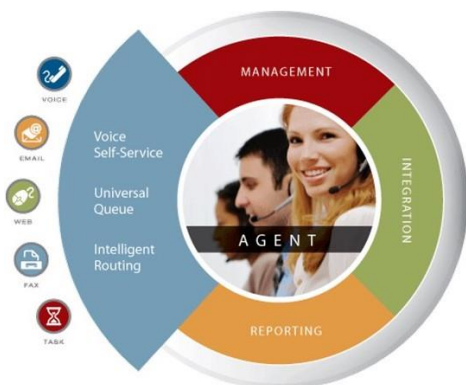 MANAGEMENT
VOICE
EMAIL
WEB
FAX
TASK
Voice
Self-Service
Universal
Queue
Intelligent
Routing
AGENT
INTEGRATION
REPORTING